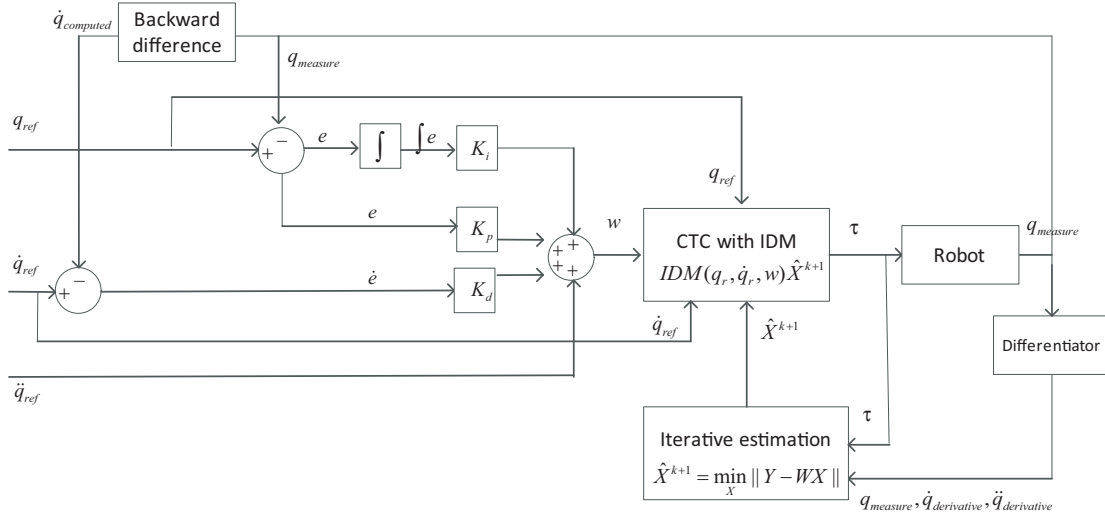 q̇_computed
Backward
difference
q_measure
q_ref
+ −
e
∫
∫e
K_i
q_ref
e
K_p
w
+ +
+ +
CTC with IDM
IDM(q_r, q̇_r, w)X̂^{k+1}
τ
Robot
q_measure
q̇_ref
+ −
ė
K_d
q̇_ref
X̂^{k+1}
Differentiator
q̈_ref
τ
Iterative estimation
X̂^{k+1} = min_X || Y − WX ||
q_measure, q̇_derivative, q̈_derivative